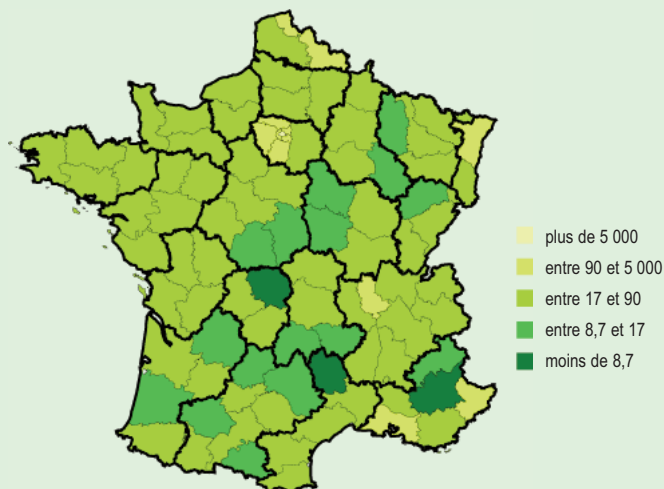 plus de 5 000
entre 90 et 5 000
entre 17 et 90
entre 8,7 et 17
moins de 8,7